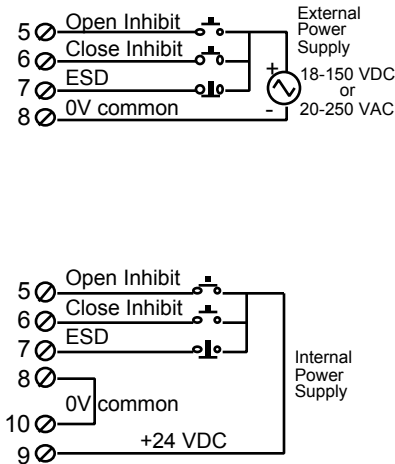 External
Power
Supply
5 Open Inhibit
6 Close Inhibit
7 ESD
8 0V common
+
-
18-150 VDC
or
20-250 VAC
5 Open Inhibit
6 Close Inhibit
7 ESD
8
0V common
10
9 +24 VDC
Internal
Power
Supply